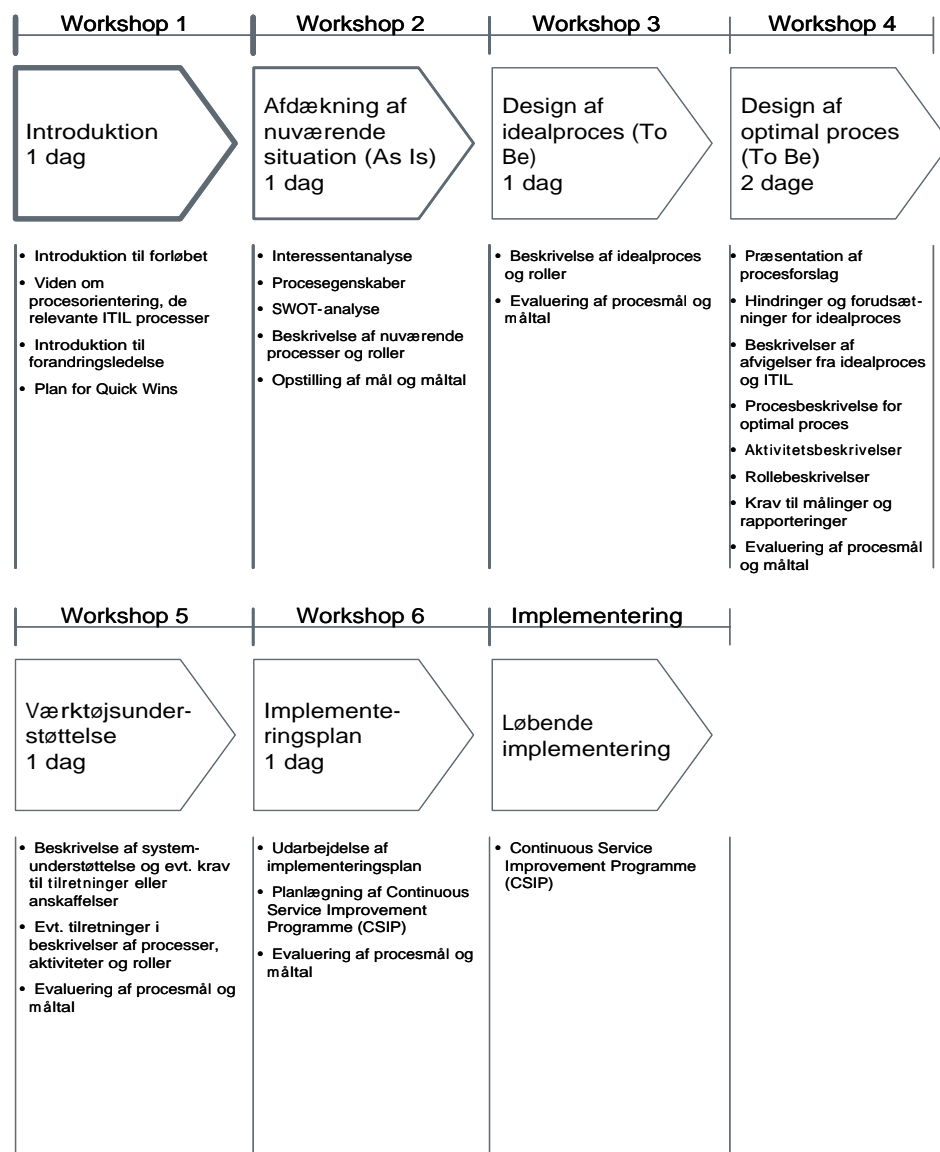 Workshop 1
Workshop 2
Workshop 3
Workshop 4
Introduktion
1 dag
Afdækning af
nuværende
situation (As Is)
1 dag
Design af
idealproces (To
Be)
1 dag
Design af
optimal proces
(To Be)
2 dage
• Introduktion til forløbet
• Viden om
procesorientering, de
relevante ITIL processer
• Introduktion til
forandringsledelse
• Plan for Quick Wins
• Interessentanalyse
• Procesegenskaber
• SWOT-analyse
• Beskrivelse af nuværende
processer og roller
• Opstilling af mål og måltal
• Beskrivelse af idealproces
og roller
• Evaluering af procesmål og
måltal
• Præsentation af
procesforslag
• Hindringer og forudsæt-
ninger for idealproces
• Beskrivelser af
afvigelser fra idealproces
og ITIL
• Procesbeskrivelse for
optimal proces
• Aktivitetsbeskrivelser
• Rollebeskrivelser
• Krav til målinger og
rapporteringer
• Evaluering af procesmål
og måltal
Workshop 5
Workshop 6
Implementering
Værktøjsunder-
støttelse
1 dag
Implemente-
ringsplan
1 dag
Løbende
implementering
• Beskrivelse af system-
understøttelse og evt. krav
til tilretninger eller
anskaffelser
• Evt. tilretninger i
beskrivelser af processer,
aktiviteter og roller
• Evaluering af procesmål og
måltal
• Udarbejdelse af
implementeringsplan
• Planlægning af Continuous
Service Improvement
Programme (CSIP)
• Evaluering af procesmål og
måltal
• Continuous Service
Improvement Programme
(CSIP)